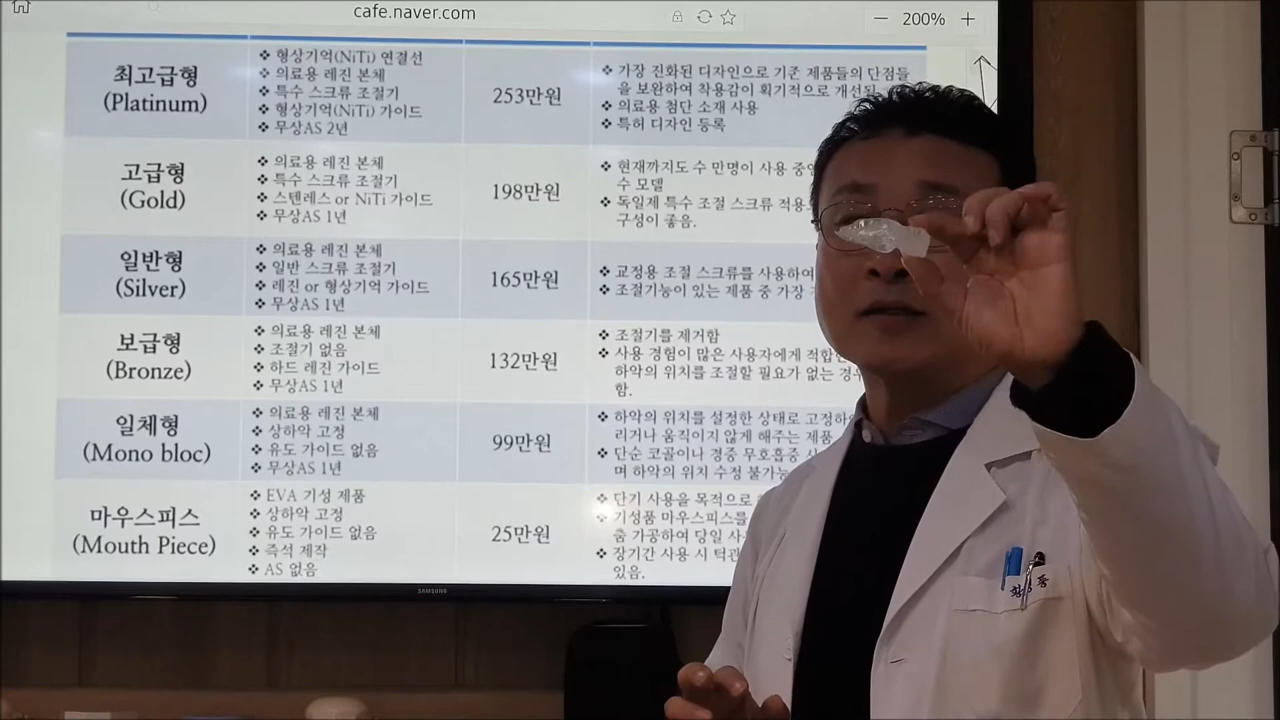 cafe.naver.com
200%
최고급형
(Platinum)
❖ 형상기억(NiTi) 연결선
❖ 의료용 레진 본체
❖ 특수 스크류 조절기
❖ 형상기억(NiTi) 가이드
❖ 무상AS 2년
253만원
❖ 가장 진화된 디자인으로 기존 제품들의 단점들
을 보완하여 착용감이 획기적으로 개선된
❖ 의료용 첨단 소재 사용
❖ 특허 디자인 등록
고급형
(Gold)
❖ 의료용 레진 본체
❖ 특수 스크류 조절기
❖ 스텐레스 or NiTi 가이드
❖ 무상AS 1년
198만원
❖ 현재까지도 수 만명이 사용
수 모델
❖ 독일제 특수 조절 스크류
구성이 좋음.
일반형
(Silver)
❖ 의료용 레진 본체
❖ 일반 스크류 조절기
❖ 레진 or 형상기억 가이드
❖ 무상AS 1년
165만원
❖ 교정용 조절 스크류를 사용하여
❖ 조절기능이 있는 제품 중 가장
보급형
(Bronze)
❖ 의료용 레진 본체
❖ 조절기 없음
❖ 하드 레진 가이드
❖ 무상AS 1년
132만원
❖ 조절기를 제거함
❖ 사용 경험이 많은 사용자에게
하악의 위치를 조절할 필요가 없는 경우
함.
일체형
(Mono bloc)
❖ 의료용 레진 본체
❖ 상하악 고정
❖ 유도 가이드 없음
❖ 무상AS 1년
99만원
❖ 하악의 위치를 설정한 상태로
리거나 움직이지 않게 해주는 제품
❖ 단순 코골이나 경증 무호흡증
며 하악의 위치 수정
마우스피스
(Mouth Piece)
❖ EVA 기성 제품
❖ 상하악 고정
❖ 유도 가이드 없음
❖ 즉석 제작
❖ AS 없음
25만원
❖ 단기 사용을 목적으로
❖ 기성품 마우스피스를
춤 가공하여 당일
❖ 장기간 사용 시
있음.
SAMSUNG